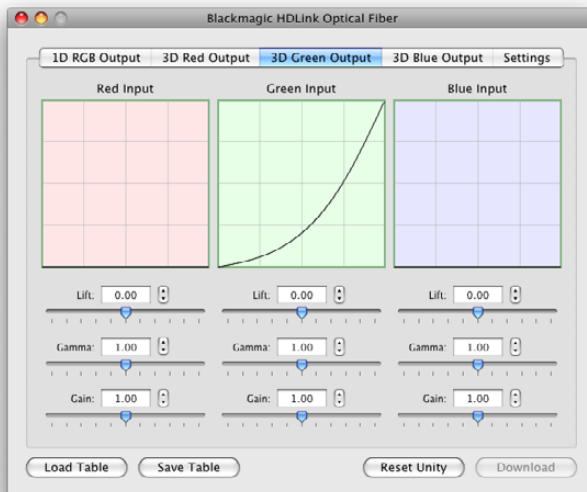 Blackmagic HDLink Optical Fiber
1D RGB Output 3D Red Output 3D Green Output 3D Blue Output Settings
Red Input Green Input Blue Input
Lift: 0.00 Lift: 0.00 Lift: 0.00
Gamma: 1.00 Gamma: 1.00 Gamma: 1.00
Gain: 1.00 Gain: 1.00 Gain: 1.00
Load Table Save Table Reset Unity Download